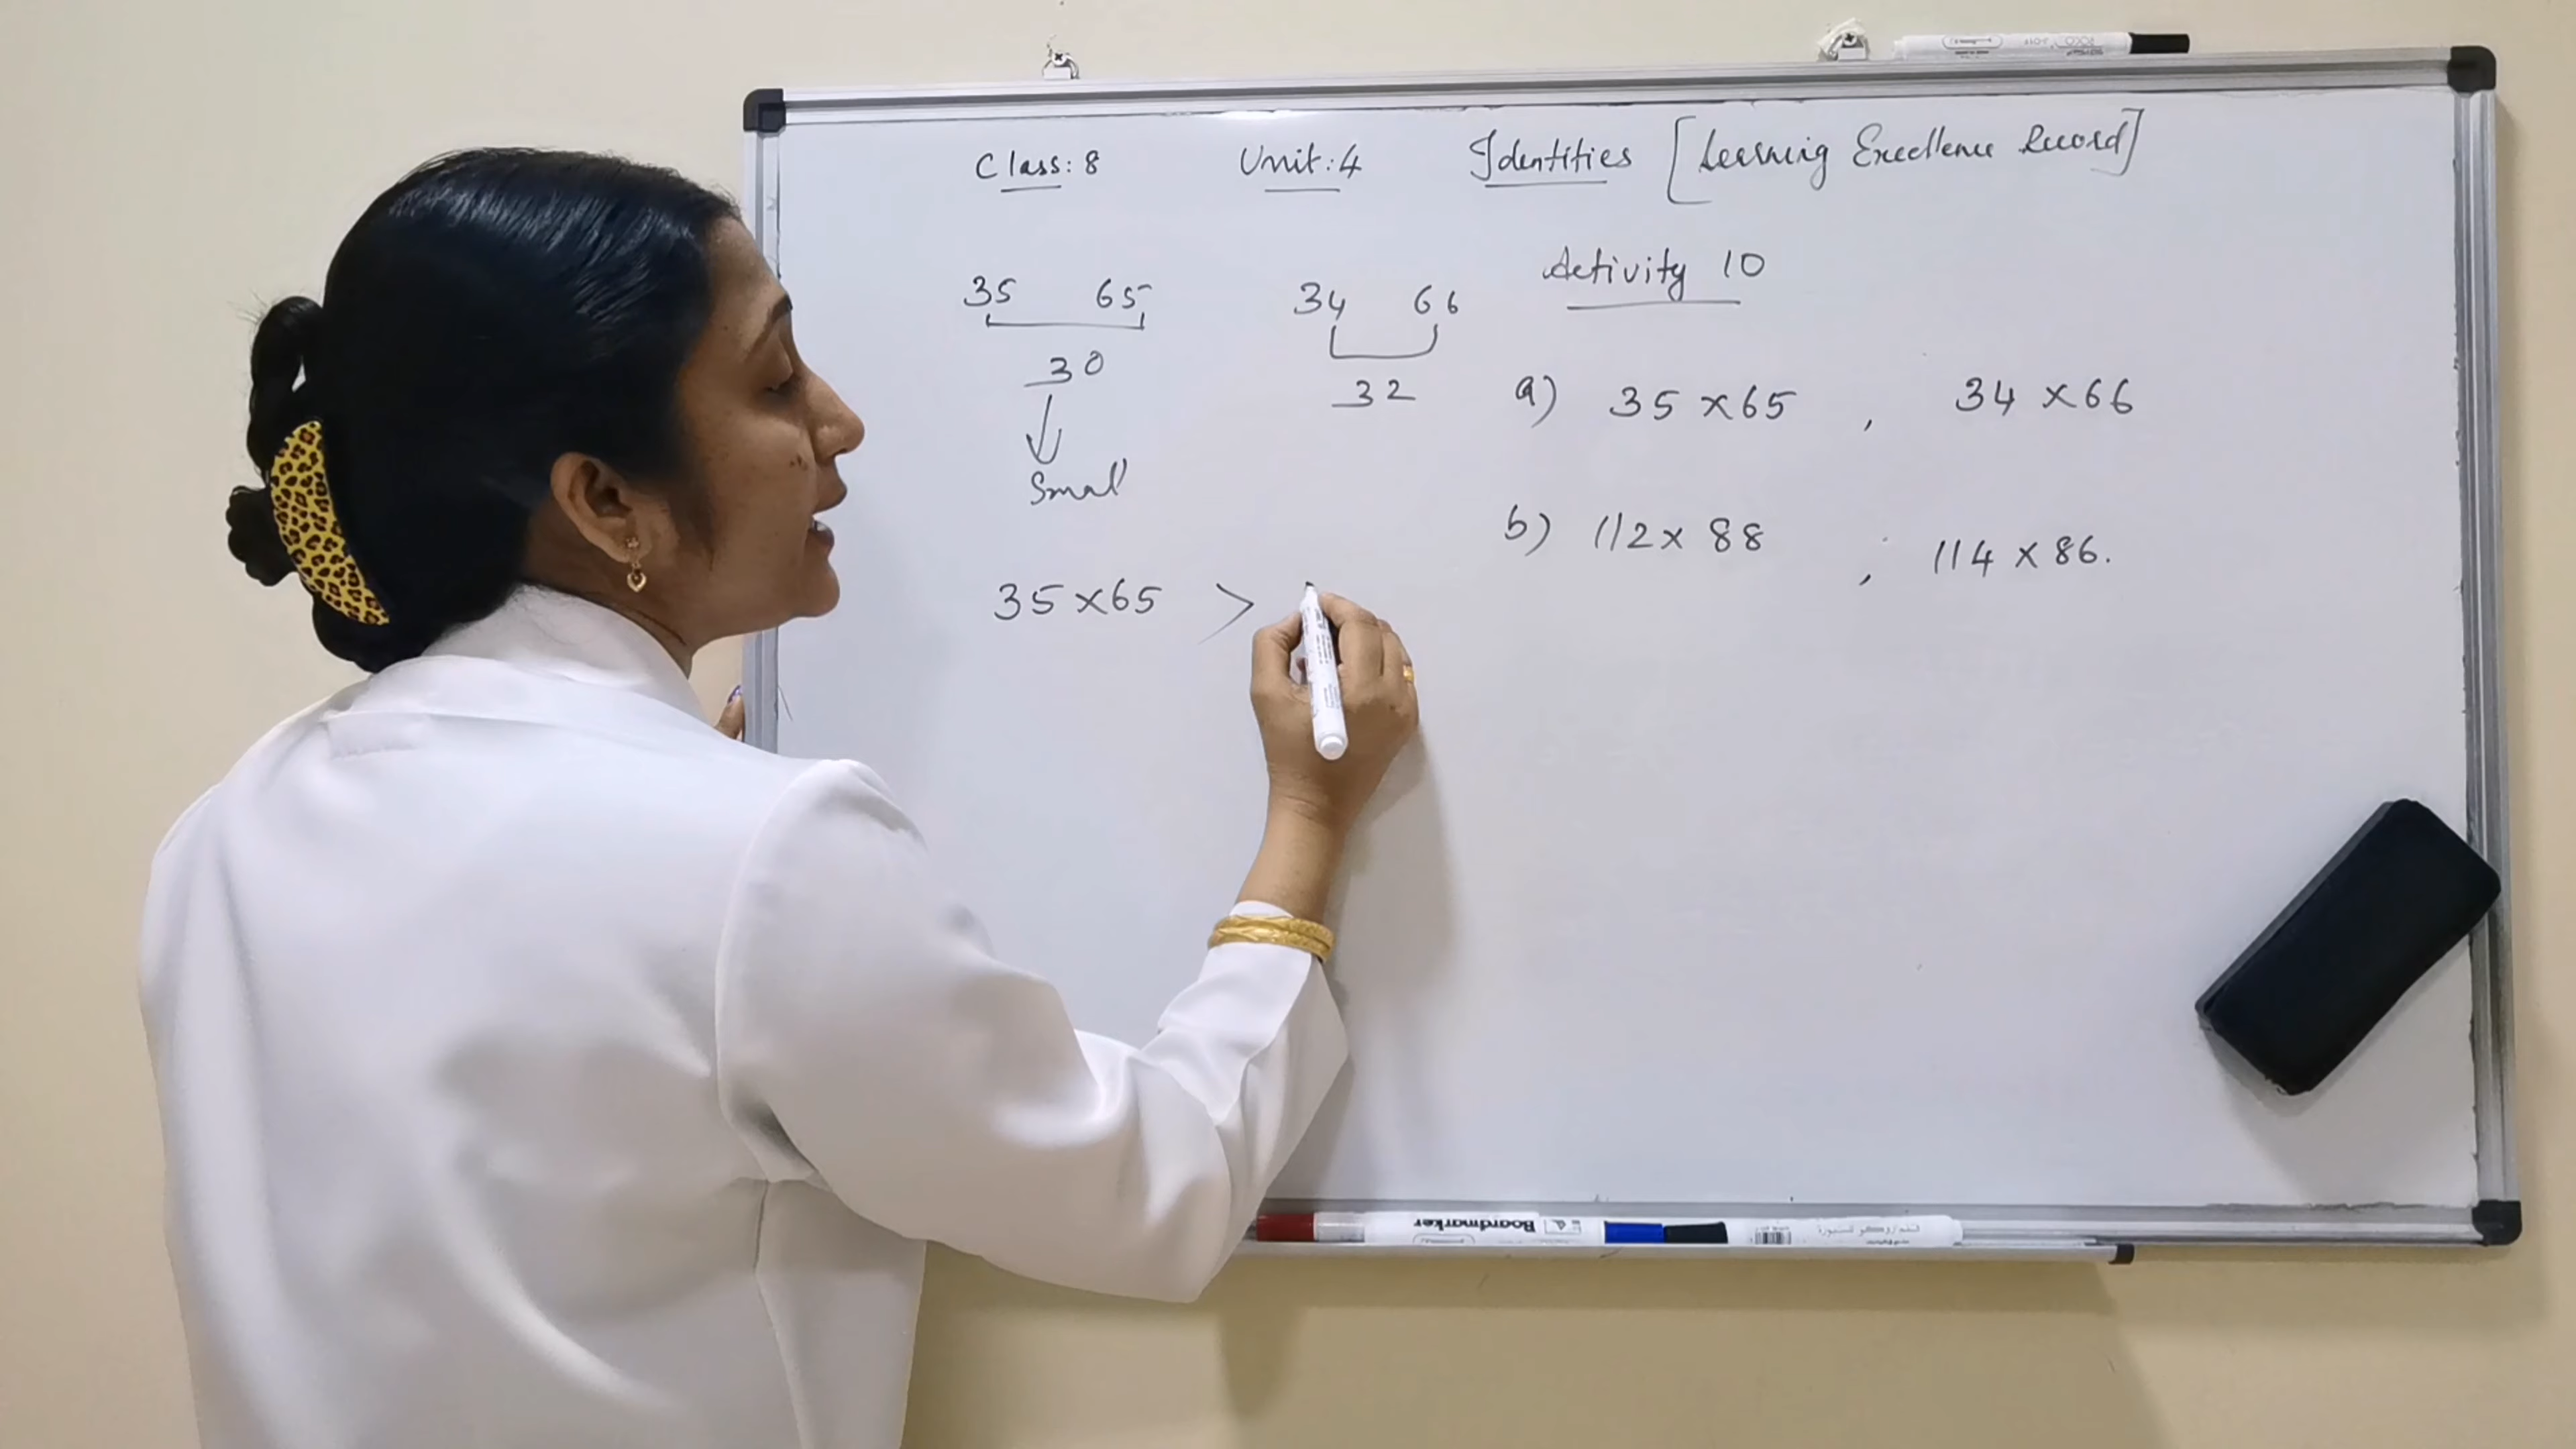 Class: 8 Unit: 4 Identities [Learning Excellence Record]
Activity 10
35 65 34 66
30 32
Small
a) 35 x 65 , 34 x 66
b) 112 x 88 , 114 x 86.
35 x 65 >
Boardmarker